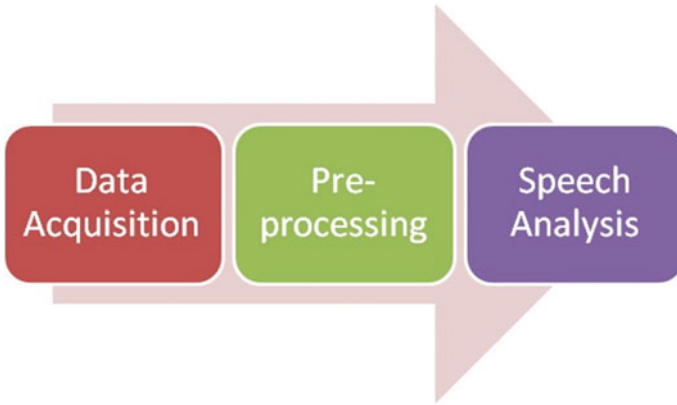 Data
Acquisition
Pre-
processing
Speech
Analysis